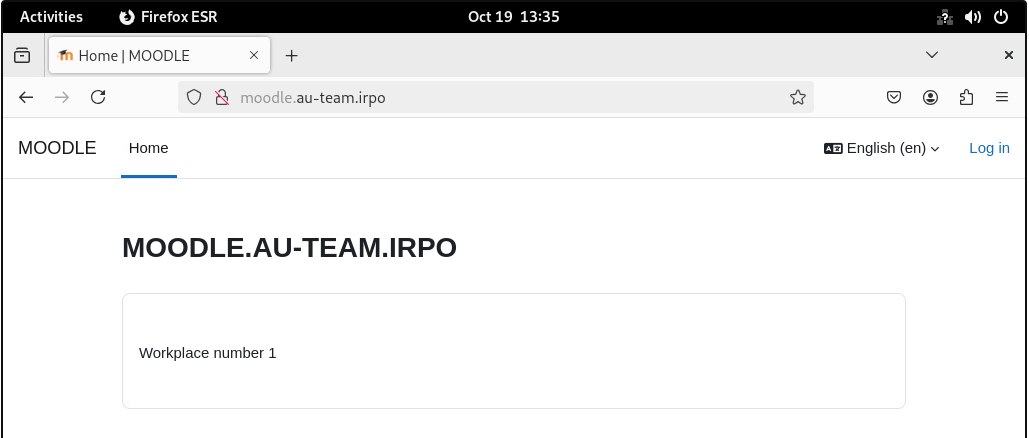 Activities Firefox ESR Oct 19 13:35
Home | MOODLE
moodle.au-team.irpo
MOODLE Home English (en) Log in
MOODLE.AU-TEAM.IRPO
Workplace number 1